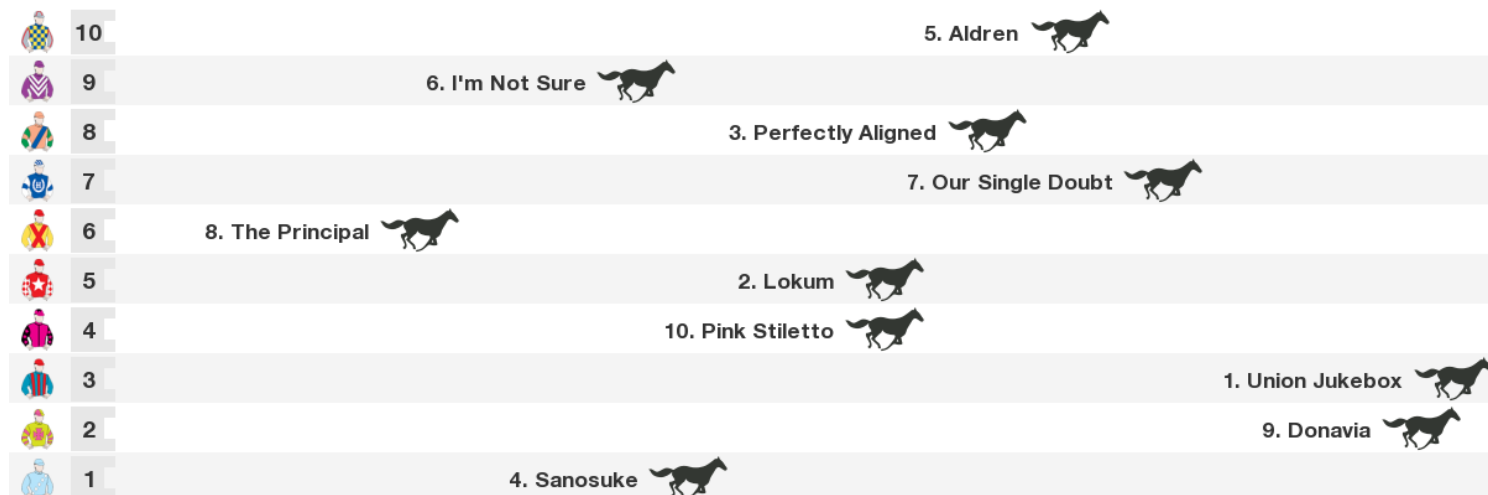 10 5. Aldren
9 6. I'm Not Sure
8 3. Perfectly Aligned
7 7. Our Single Doubt
6 8. The Principal
5 2. Lokum
4 10. Pink Stiletto
3 1. Union Jukebox
2 9. Donavia
1 4. Sanosuke